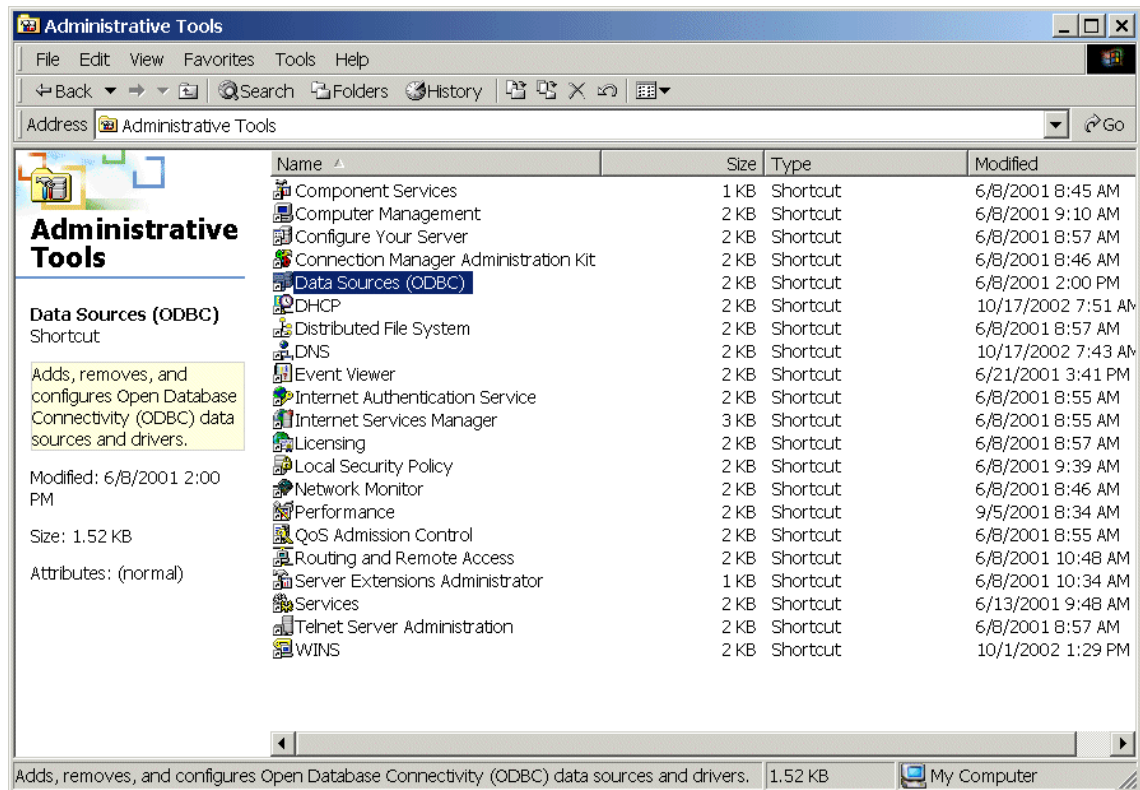 Administrative Tools
File Edit View Favorites Tools Help
Back Search Folders History
Address Administrative Tools Go
Administrative
Tools
Data Sources (ODBC)
Shortcut
Adds, removes, and
configures Open Database
Connectivity (ODBC) data
sources and drivers.
Modified: 6/8/2001 2:00
PM
Size: 1.52 KB
Attributes: (normal)
Name Size Type Modified
Component Services 1 KB Shortcut 6/8/2001 8:45 AM
Computer Management 2 KB Shortcut 6/8/2001 9:10 AM
Configure Your Server 2 KB Shortcut 6/8/2001 8:57 AM
Connection Manager Administration Kit 2 KB Shortcut 6/8/2001 8:46 AM
Data Sources (ODBC) 2 KB Shortcut 6/8/2001 2:00 PM
DHCP 2 KB Shortcut 10/17/2002 7:51 AM
Distributed File System 2 KB Shortcut 6/8/2001 8:57 AM
DNS 2 KB Shortcut 10/17/2002 7:43 AM
Event Viewer 2 KB Shortcut 6/21/2001 3:41 PM
Internet Authentication Service 2 KB Shortcut 6/8/2001 8:55 AM
Internet Services Manager 3 KB Shortcut 6/8/2001 8:55 AM
Licensing 2 KB Shortcut 6/8/2001 8:57 AM
Local Security Policy 2 KB Shortcut 6/8/2001 9:39 AM
Network Monitor 2 KB Shortcut 6/8/2001 8:46 AM
Performance 2 KB Shortcut 9/5/2001 8:34 AM
QoS Admission Control 2 KB Shortcut 6/8/2001 8:55 AM
Routing and Remote Access 2 KB Shortcut 6/8/2001 10:48 AM
Server Extensions Administrator 1 KB Shortcut 6/8/2001 10:34 AM
Services 2 KB Shortcut 6/13/2001 9:48 AM
Telnet Server Administration 2 KB Shortcut 6/8/2001 8:57 AM
WINS 2 KB Shortcut 10/1/2002 1:29 PM
Adds, removes, and configures Open Database Connectivity (ODBC) data sources and drivers. 1.52 KB My Computer